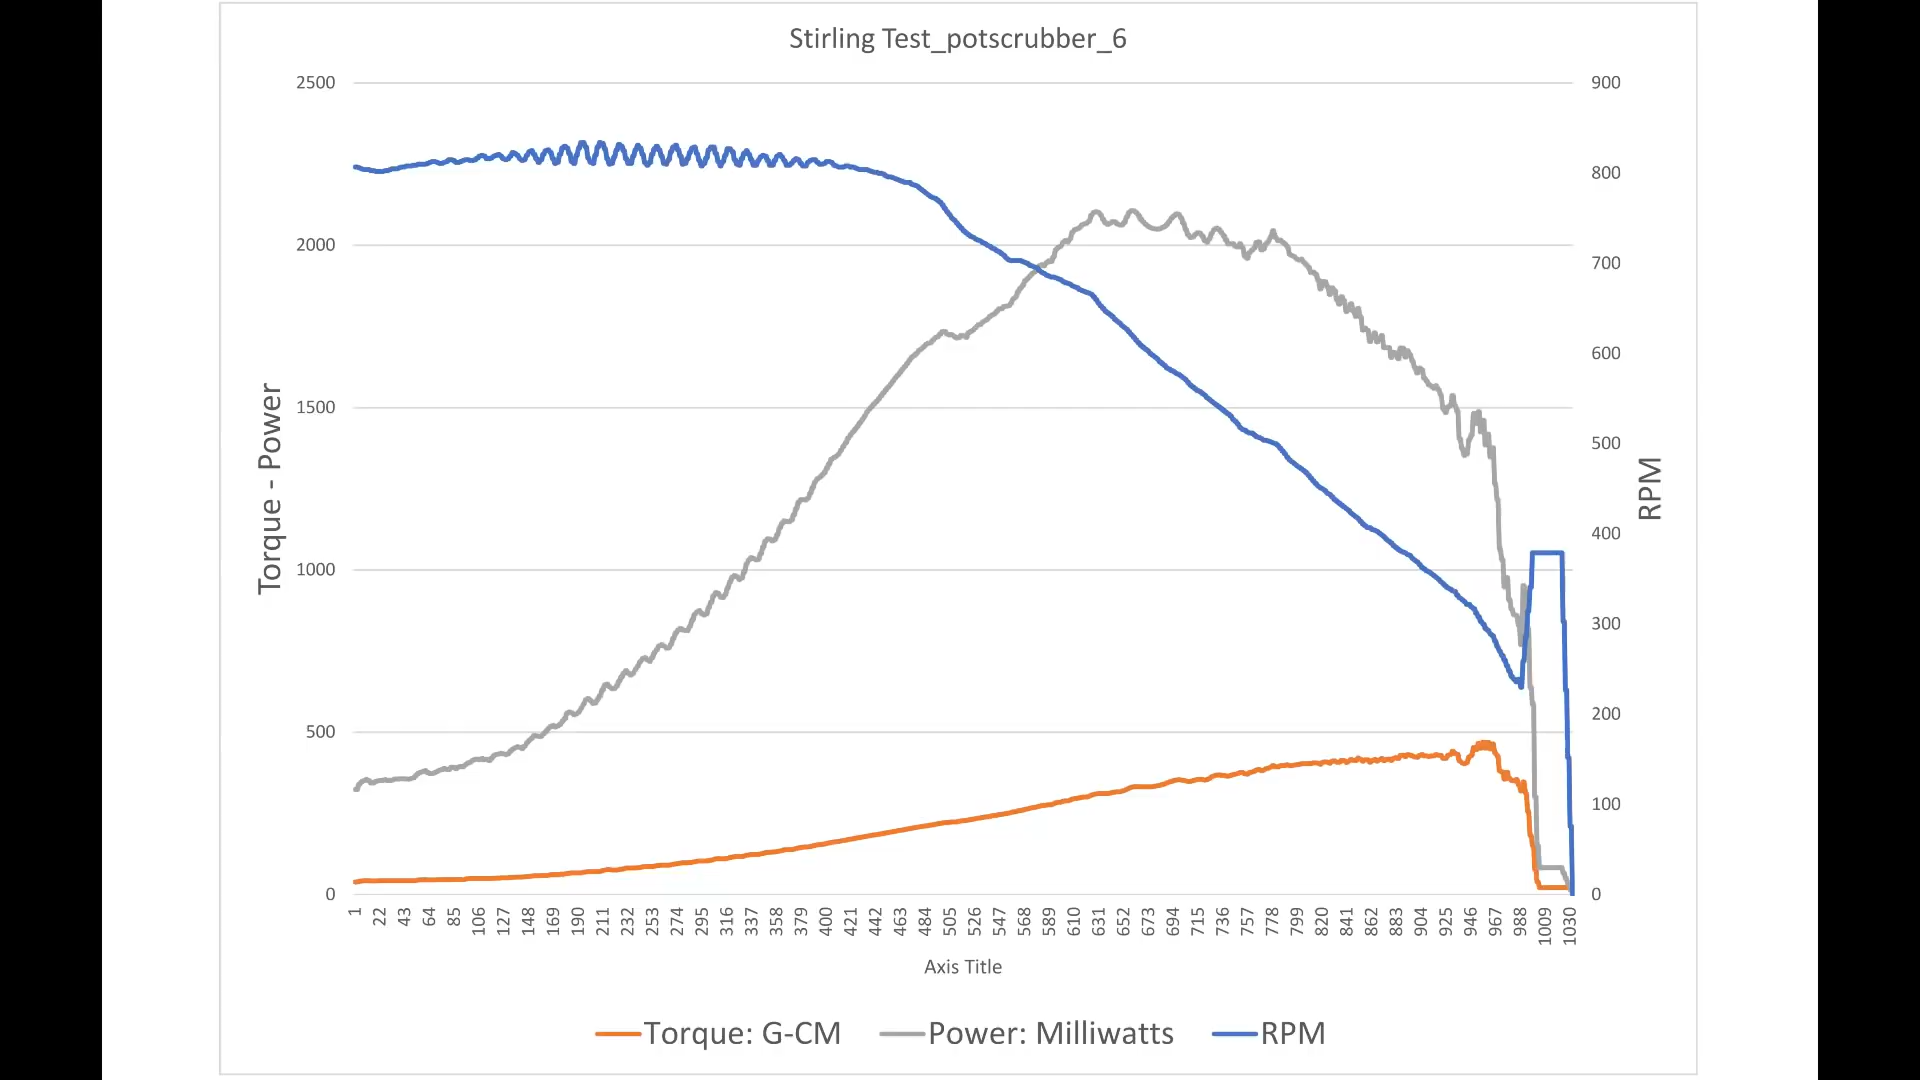 Stirling Test_potscrubber_6
2500
2000
1500
1000
500
0
Torque - Power
900
800
700
600
500
400
300
200
100
0
RPM
1 22 43 64 85 106 127 148 169 190 211 232 253 274 295 316 337 358 379 400 421 442 463 484 505 526 547 568 589 610 631 652 673 694 715 736 757 778 799 820 841 862 883 904 925 946 967 988 1009 1030
Axis Title
Torque: G-CM Power: Milliwatts RPM